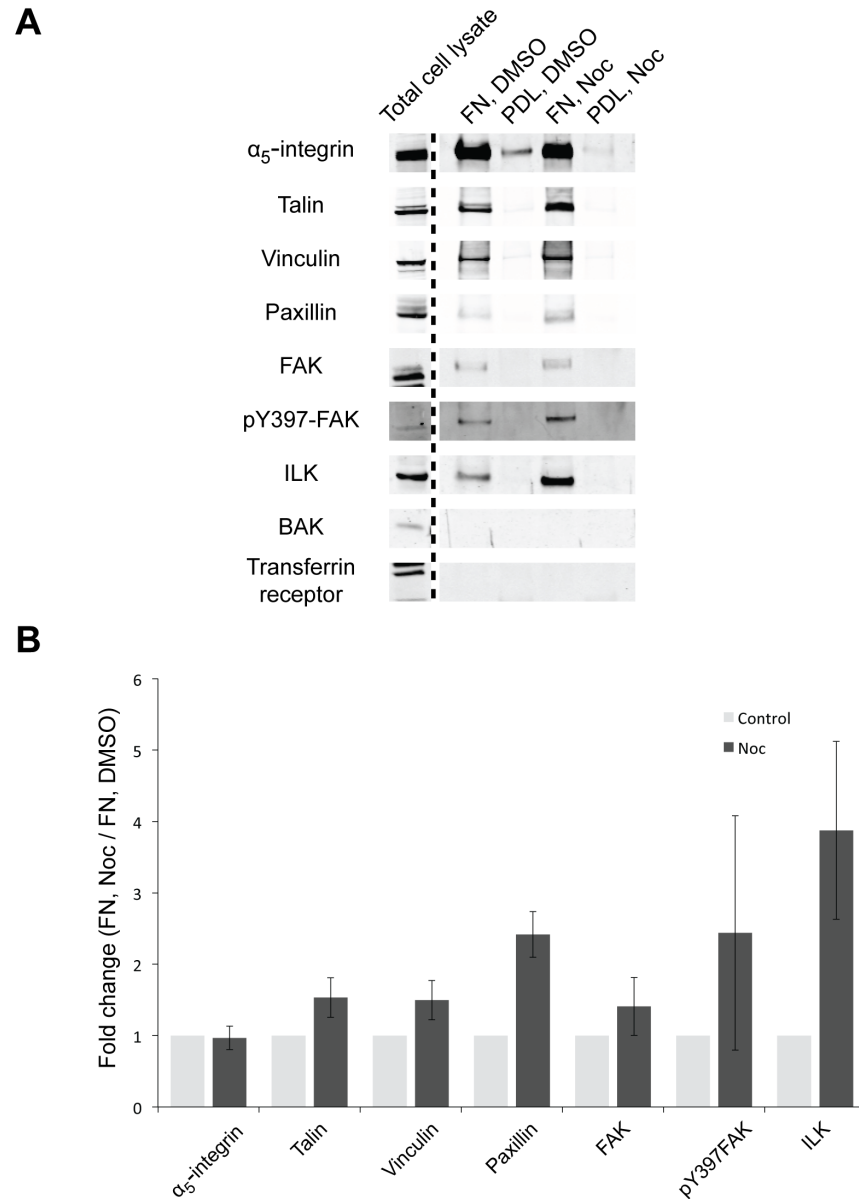 A
Total cell lysate
FN, DMSO
PDL, DMSO
FN, Noc
PDL, Noc
α5-integrin
Talin
Vinculin
Paxillin
FAK
pY397-FAK
ILK
BAK
Transferrin
receptor
B
Fold change (FN, Noc / FN, DMSO)
6
5
4
3
2
1
0
Control
Noc
α5-integrin
Talin
Vinculin
Paxillin
FAK
pY397FAK
ILK